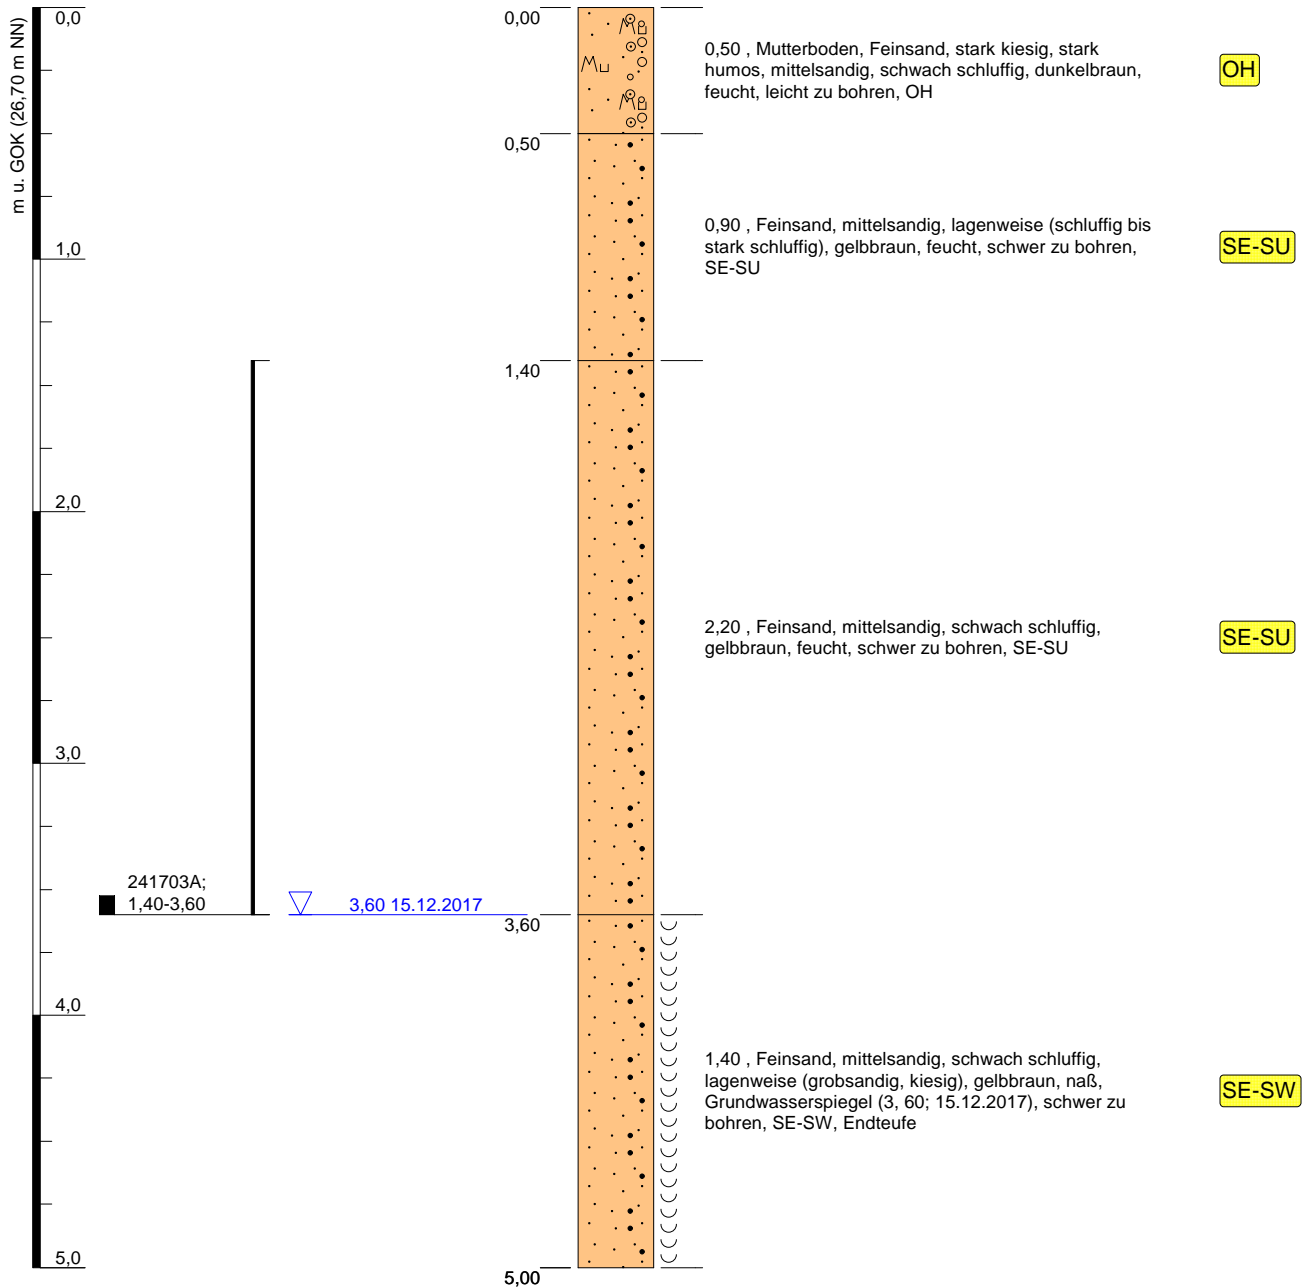 m u. GOK (26,70 m NN)
0,0
0,00
0,50 , Mutterboden, Feinsand, stark kiesig, stark
humos, mittelsandig, schwach schluffig, dunkelbraun,
feucht, leicht zu bohren, OH
OH
0,50
0,90 , Feinsand, mittelsandig, lagenweise (schluffig bis
stark schluffig), gelbbraun, feucht, schwer zu bohren,
SE-SU
SE-SU
1,0
1,40
2,0
2,20 , Feinsand, mittelsandig, schwach schluffig,
gelbbraun, feucht, schwer zu bohren, SE-SU
SE-SU
3,0
241703A;
1,40-3,60
3,60 15.12.2017
3,60
4,0
1,40 , Feinsand, mittelsandig, schwach schluffig,
lagenweise (grobsandig, kiesig), gelbbraun, naß,
Grundwasserspiegel (3, 60; 15.12.2017), schwer zu
bohren, SE-SW, Endteufe
SE-SW
5,0
5,00